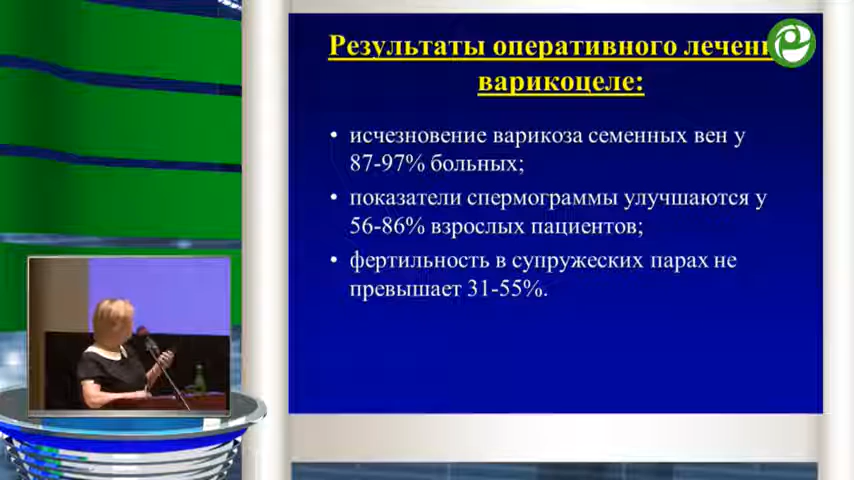 Результаты оперативного лечени
варикоцеле:
• исчезновение варикоза семенных вен у
87-97% больных;
• показатели спермограммы улучшаются у
56-86% взрослых пациентов;
• фертильность в супружеских парах не
превышает 31-55%.